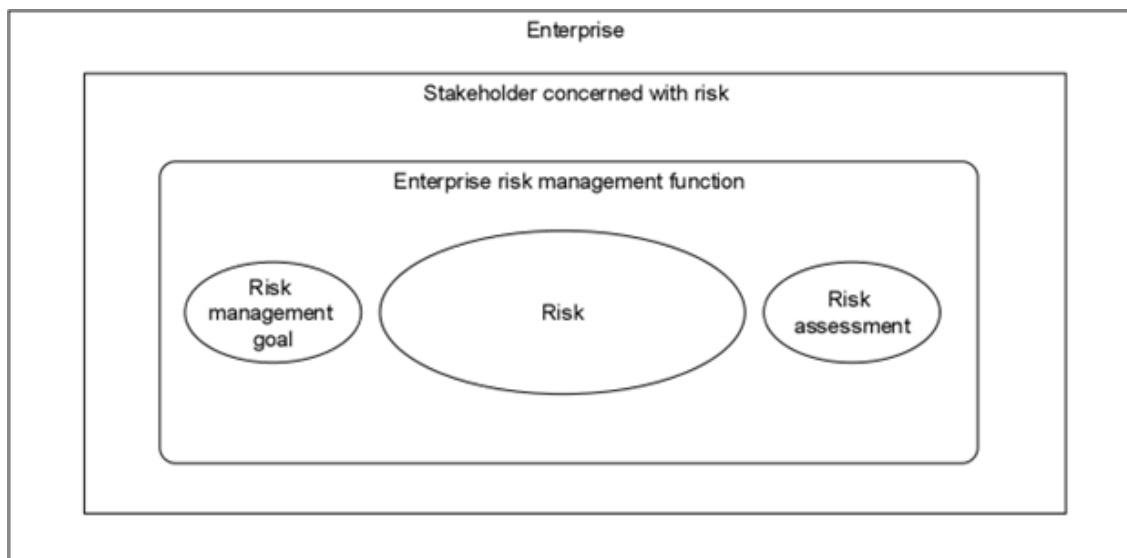 Enterprise
Stakeholder concerned with risk
Enterprise risk management function
Risk
management
goal
Risk
Risk
assessment